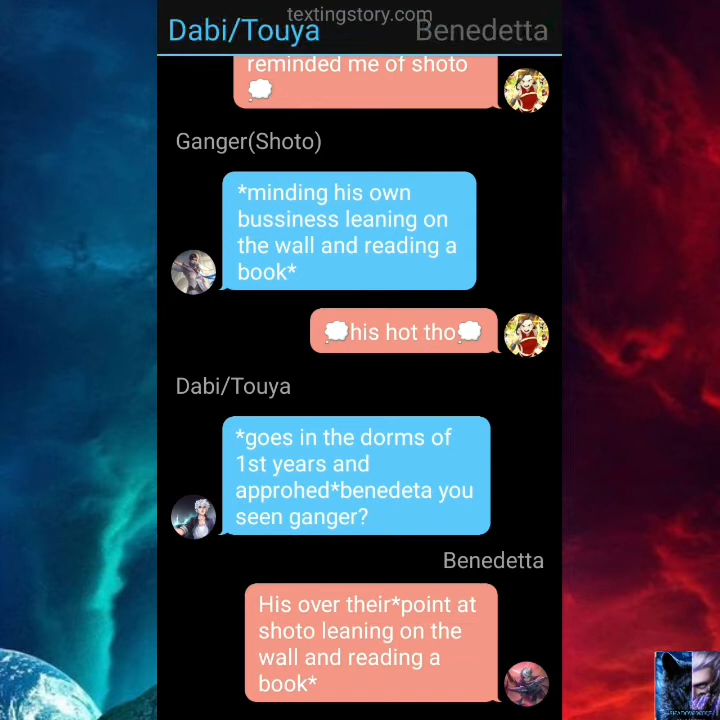 textingstory.com
Dabi/Touya
Benedetta
reminded me of shoto
💭
Ganger(Shoto)
*minding his own
bussiness leaning on
the wall and reading a
book*
💭his hot tho💭
Dabi/Touya
*goes in the dorms of
1st years and
approhed*benedeta you
seen ganger?
Benedetta
His over their*point at
shoto leaning on the
wall and reading a
book*